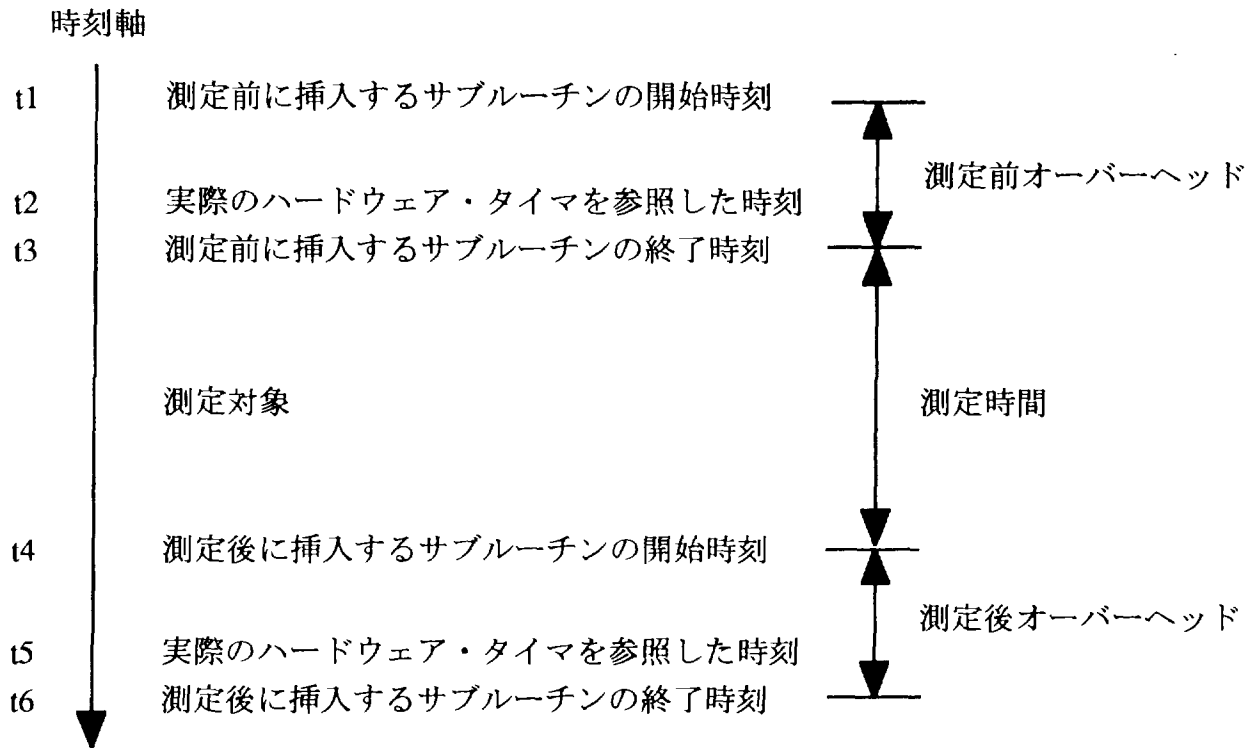 時刻軸
t1 測定前に挿入するサブルーチンの開始時刻
測定前オーバーヘッド
t2 実際のハードウェア・タイマを参照した時刻
t3 測定前に挿入するサブルーチンの終了時刻
測定対象 測定時間
t4 測定後に挿入するサブルーチンの開始時刻
測定後オーバーヘッド
t5 実際のハードウェア・タイマを参照した時刻
t6 測定後に挿入するサブルーチンの終了時刻